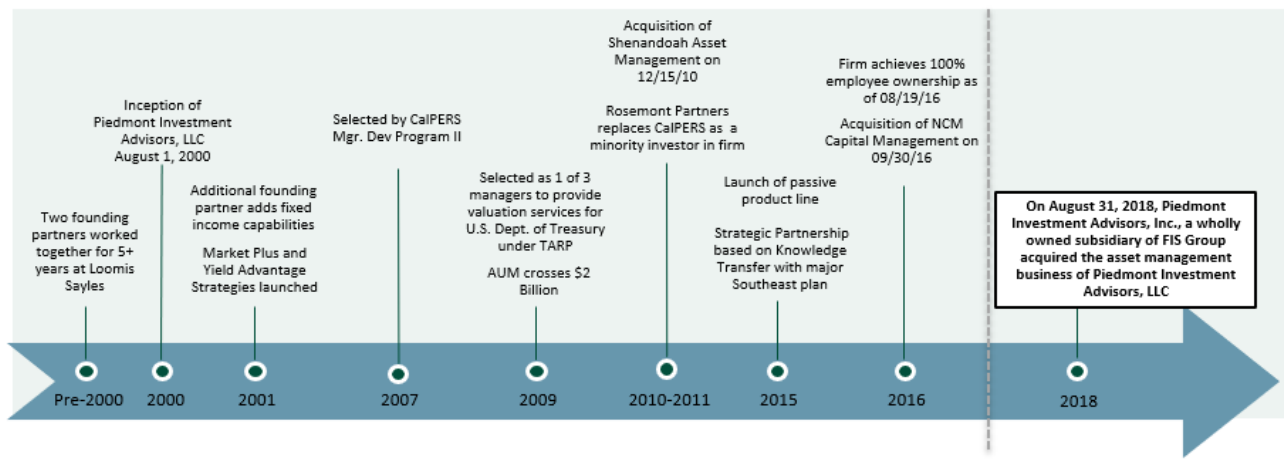 Two founding
partners worked
together for 5+
years at Loomis
Sayles
Inception of
Piedmont Investment
Advisors, LLC
August 1, 2000
Additional founding
partner adds fixed
income capabilities
Market Plus and
Yield Advantage
Strategies launched
Selected by CalPERS
Mgr. Dev Program II
Selected as 1 of 3
managers to provide
valuation services for
U.S. Dept. of Treasury
under TARP
AUM crosses $2
Billion
Acquisition of
Shenandoah Asset
Management on
12/15/10
Rosemont Partners
replaces CalPERS as a
minority investor in firm
Launch of passive
product line
Strategic Partnership
based on Knowledge
Transfer with major
Southeast plan
Firm achieves 100%
employee ownership as
of 08/19/16
Acquisition of NCM
Capital Management on
09/30/16
On August 31, 2018, Piedmont
Investment Advisors, Inc., a wholly
owned subsidiary of FIS Group
acquired the asset management
business of Piedmont Investment
Advisors, LLC
Pre-2000
2000
2001
2007
2009
2010-2011
2015
2016
2018